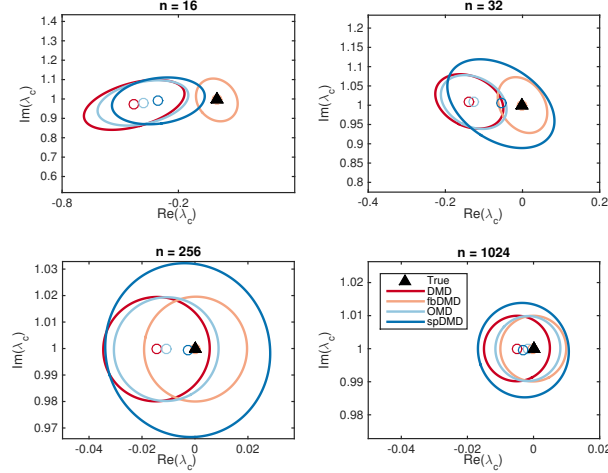 n = 16
1.4
1.3
1.2
1.1
1
0.9
0.8
0.7
0.6
Im(λc)
-0.8
-0.2
Re(λc)
n = 32
1.2
1.15
1.1
1.05
1
0.95
0.9
0.85
0.8
Im(λc)
-0.4
-0.2
0
0.2
Re(λc)
n = 256
1.03
1.02
1.01
1
0.99
0.98
0.97
Im(λc)
-0.04
-0.02
0
0.02
Re(λc)
n = 1024
1.02
1.01
1
0.99
0.98
Im(λc)
-0.04
-0.02
0
0.02
Re(λc)
True
DMD
fbDMD
OMD
spDMD